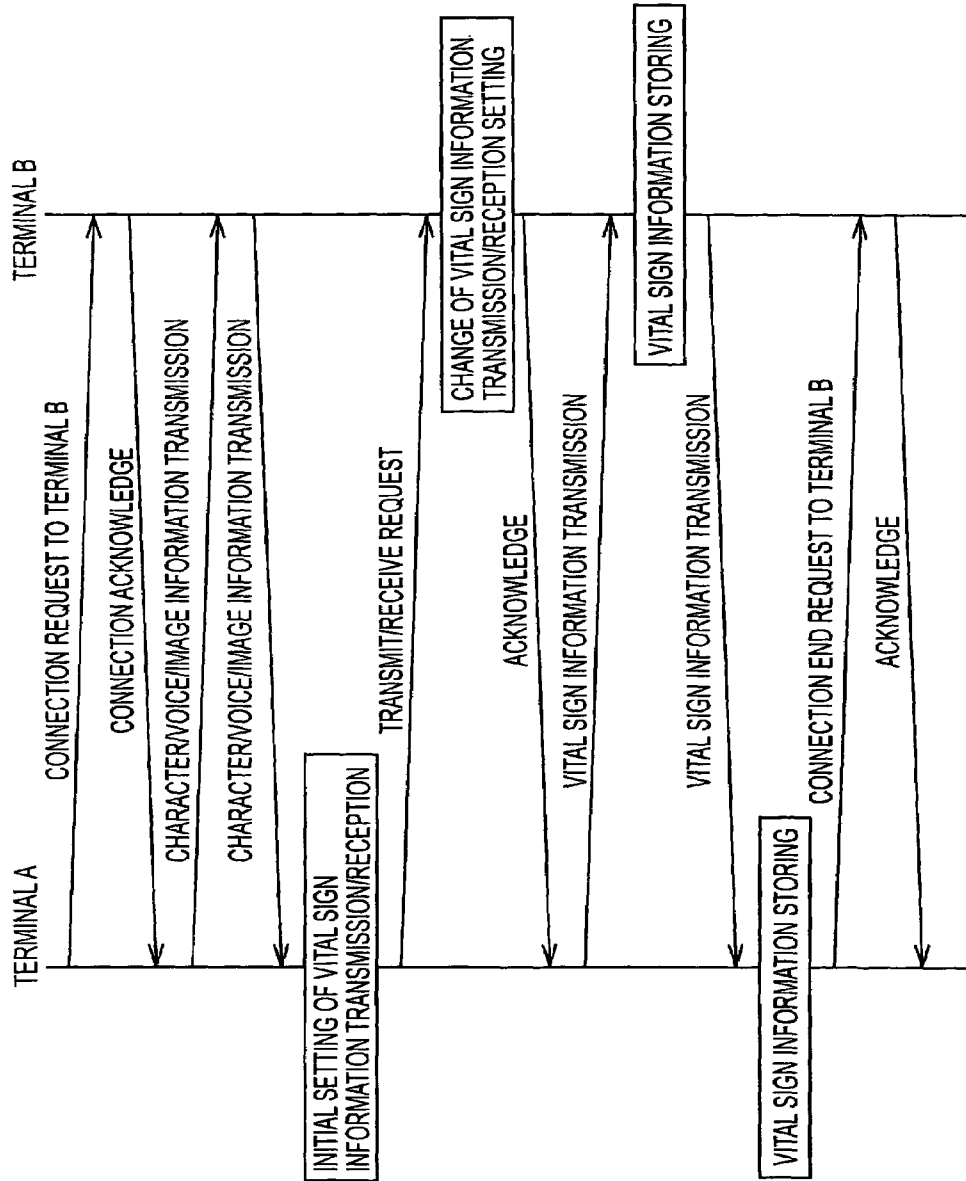 TERMINAL A
TERMINAL B
CONNECTION REQUEST TO TERMINAL B
CONNECTION ACKNOWLEDGE
CHARACTER/VOICE/IMAGE INFORMATION TRANSMISSION
CHARACTER/VOICE/IMAGE INFORMATION TRANSMISSION
INITIAL SETTING OF VITAL SIGN
INFORMATION TRANSMISSION/RECEPTION
TRANSMIT/RECEIVE REQUEST
CHANGE OF VITAL SIGN INFORMATION
TRANSMISSION/RECEPTION SETTING
ACKNOWLEDGE
VITAL SIGN INFORMATION TRANSMISSION
VITAL SIGN INFORMATION STORING
VITAL SIGN INFORMATION TRANSMISSION
VITAL SIGN INFORMATION STORING
CONNECTION END REQUEST TO TERMINAL B
ACKNOWLEDGE